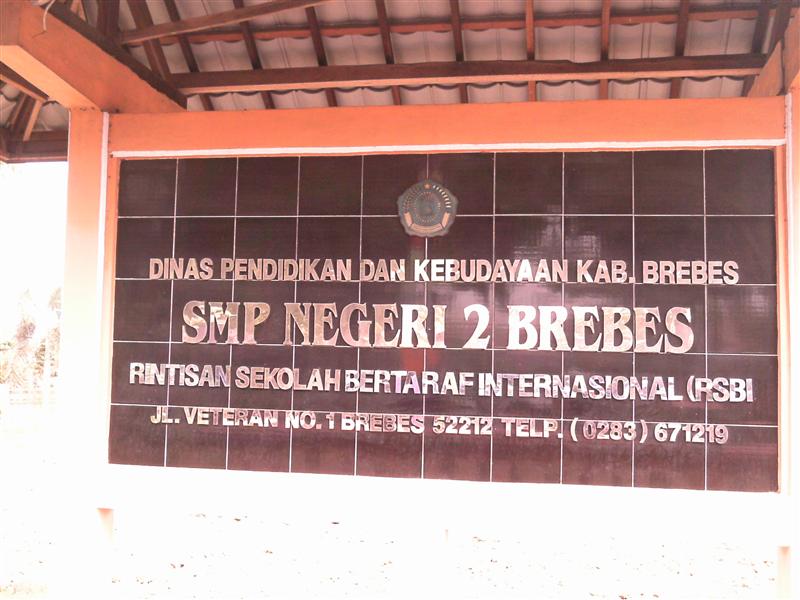 DINAS PENDIDIKAN DAN KEBUDAYAAN KAB. BREBES
SMP NEGERI 2 BREBES
RINTISAN SEKOLAH BERTARAF INTERNASIONAL (RSBI
JL. VETERAN NO. 1 BREBES 52212 TELP. ( 0283 ) 671219